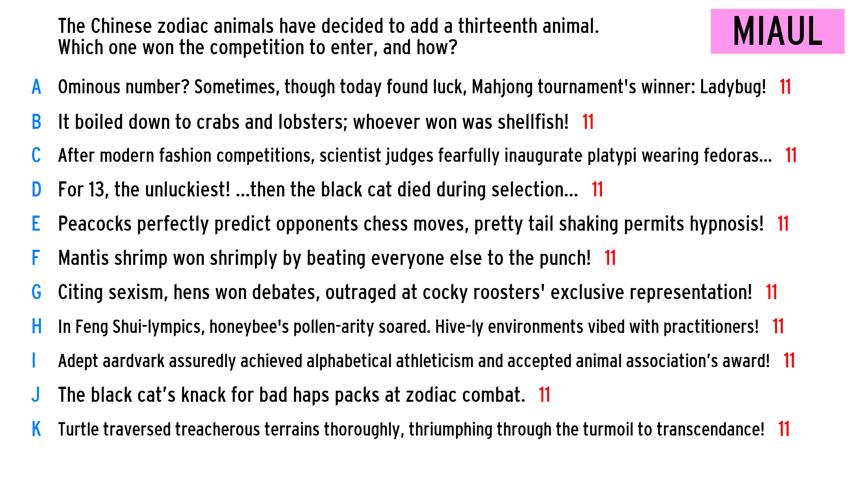 The Chinese zodiac animals have decided to add a thirteenth animal.
Which one won the competition to enter, and how?
MIAUL
A Ominous number? Sometimes, though today found luck, Mahjong tournament's winner: Ladybug! 11
B It boiled down to crabs and lobsters; whoever won was shellfish! 11
C After modern fashion competitions, scientist judges fearfully inaugurate platypi wearing fedoras... 11
D For 13, the unluckiest! ...then the black cat died during selection... 11
E Peacocks perfectly predict opponents chess moves, pretty tail shaking permits hypnosis! 11
F Mantis shrimp won shrimply by beating everyone else to the punch! 11
G Citing sexism, hens won debates, outraged at cocky roosters' exclusive representation! 11
H In Feng Shui-lympics, honeybee's pollen-arity soared. Hive-ly environments vibed with practitioners! 11
I Adept aardvark assuredly achieved alphabetical athleticism and accepted animal association's award! 11
J The black cat's knack for bad haps packs at zodiac combat. 11
K Turtle traversed treacherous terrains thoroughly, thriumphing through the turmoil to transcendance! 11